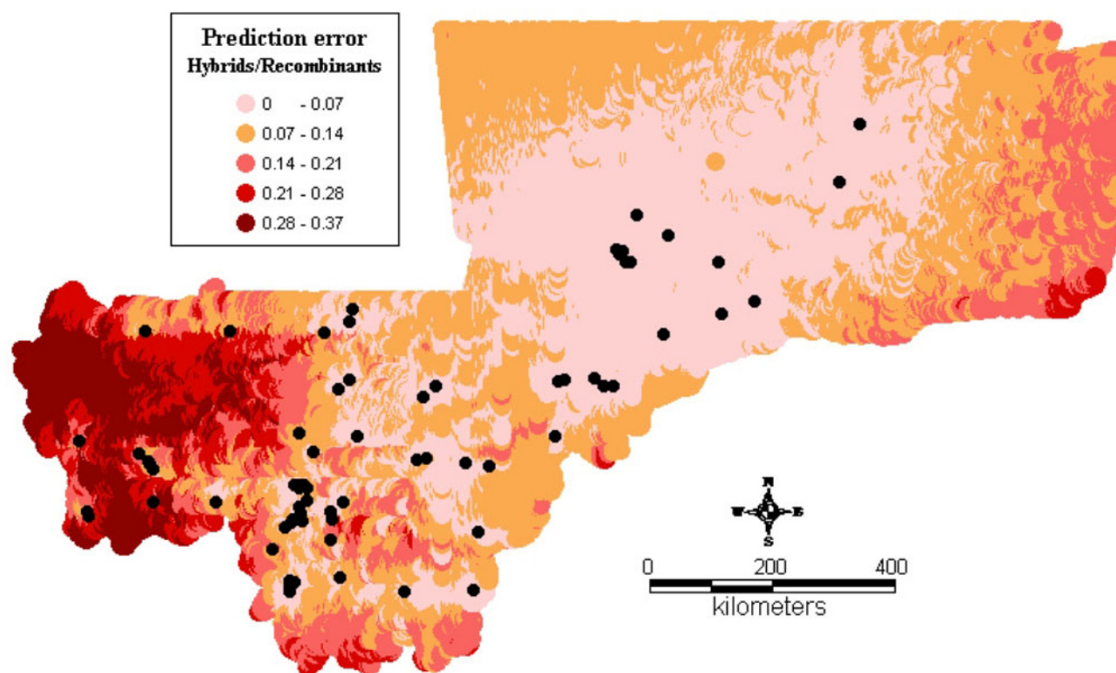 Prediction error
Hybrids/Recombinants
0 - 0.07
0.07 - 0.14
0.14 - 0.21
0.21 - 0.28
0.28 - 0.37
N
W E
S
0 200 400
kilometers